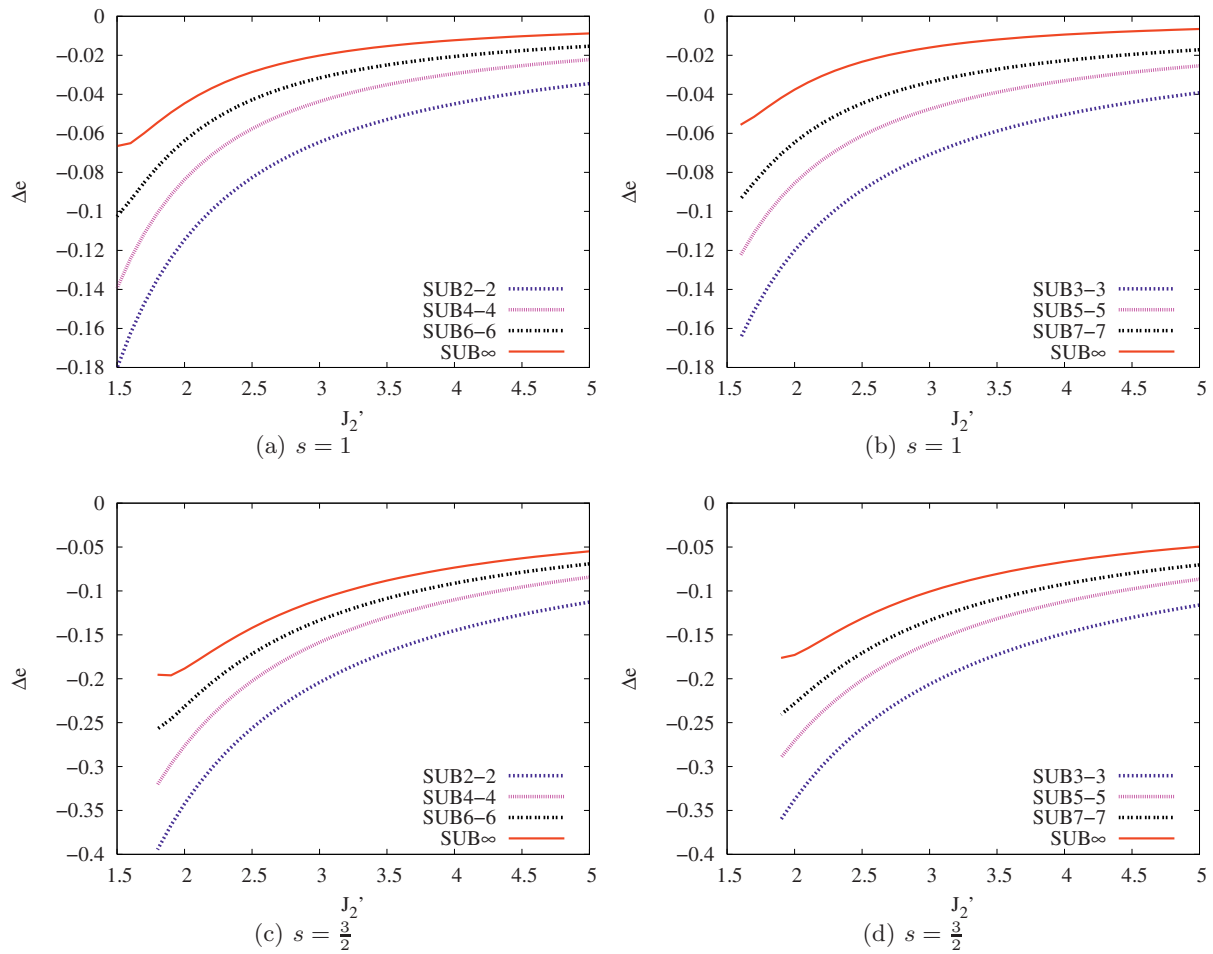 0
−0.02
−0.04
−0.06
−0.08
−0.1
−0.12
−0.14
−0.16
−0.18
Δe
SUB2−2
SUB4−4
SUB6−6
SUB∞
1.5 2 2.5 3 3.5 4 4.5 5
J2'
(a) s = 1
0
−0.02
−0.04
−0.06
−0.08
−0.1
−0.12
−0.14
−0.16
−0.18
Δe
SUB3−3
SUB5−5
SUB7−7
SUB∞
1.5 2 2.5 3 3.5 4 4.5 5
J2'
(b) s = 1
0
−0.05
−0.1
−0.15
−0.2
−0.25
−0.3
−0.35
−0.4
Δe
SUB2−2
SUB4−4
SUB6−6
SUB∞
1.5 2 2.5 3 3.5 4 4.5 5
J2'
(c) s = 3/2
0
−0.05
−0.1
−0.15
−0.2
−0.25
−0.3
−0.35
−0.4
Δe
SUB3−3
SUB5−5
SUB7−7
SUB∞
1.5 2 2.5 3 3.5 4 4.5 5
J2'
(d) s = 3/2